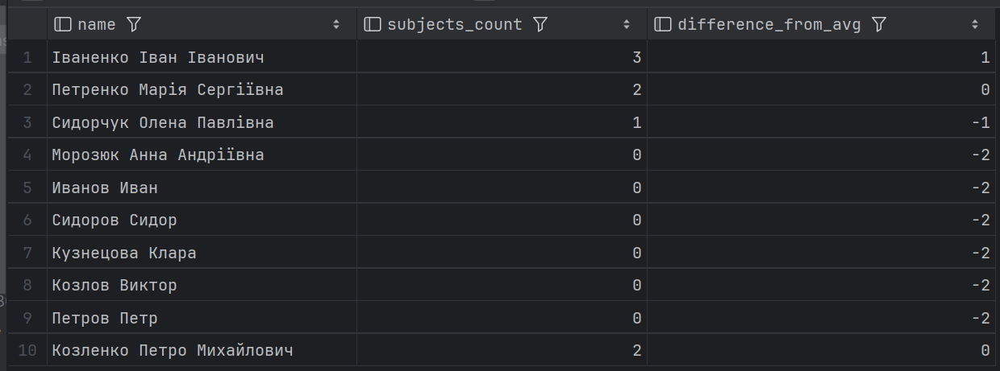 name subjects_count difference_from_avg
1 Іваненко Іван Іванович 3 1
2 Петренко Марія Сергіївна 2 0
3 Сидорчук Олена Павлівна 1 -1
4 Морозюк Анна Андріївна 0 -2
5 Иванов Иван 0 -2
6 Сидоров Сидор 0 -2
7 Кузнецова Клара 0 -2
8 Козлов Виктор 0 -2
9 Петров Петр 0 -2
10 Козленко Петро Михайлович 2 0